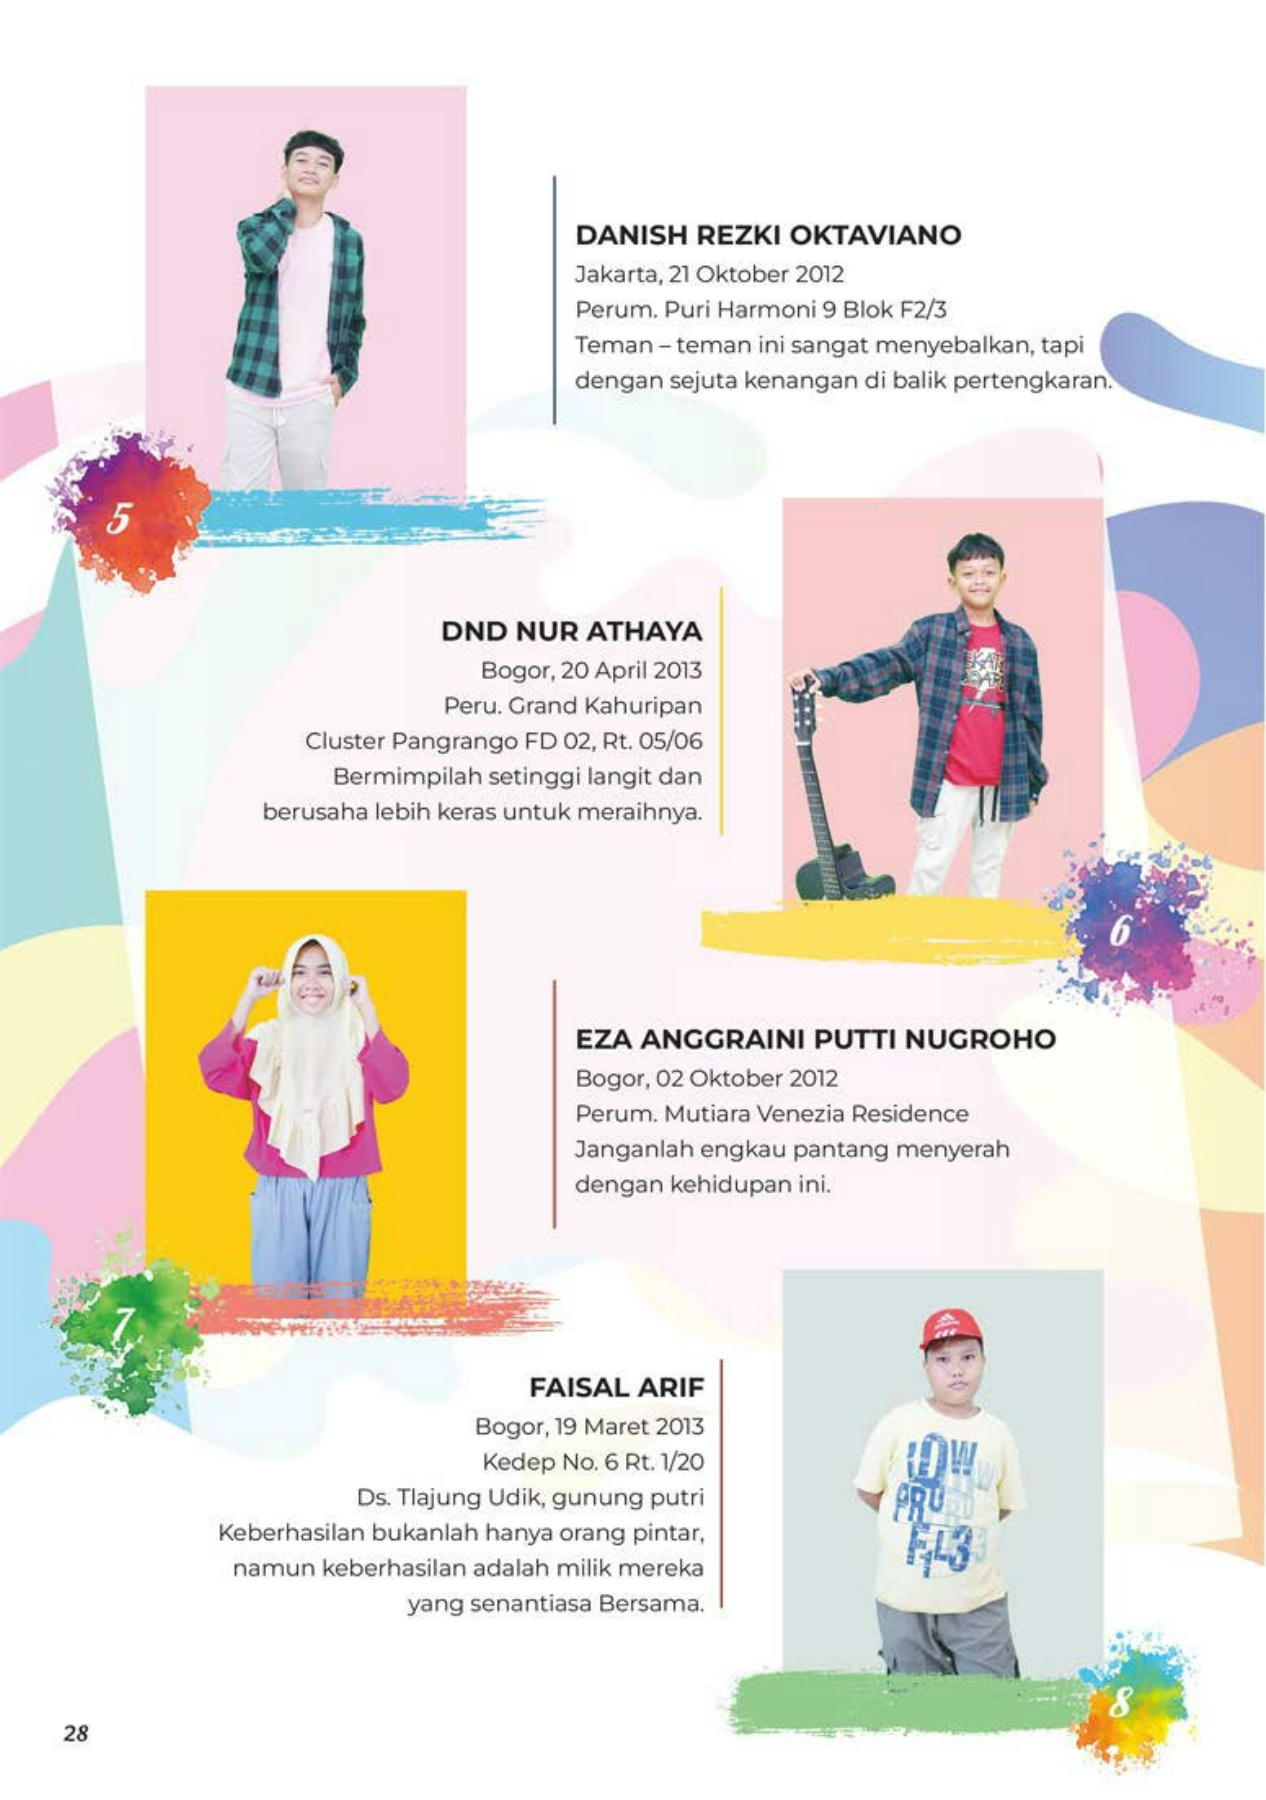 DANISH REZKI OKTAVIANO
Jakarta, 21 Oktober 2012
Perum. Puri Harmoni 9 Blok F2/3
Teman – teman ini sangat menyebalkan, tapi
dengan sejuta kenangan di balik pertengkaran.
5
DND NUR ATHAYA
Bogor, 20 April 2013
Peru. Grand Kahuripan
Cluster Pangrango FD 02, Rt. 05/06
Bermimpilah setinggi langit dan
berusaha lebih keras untuk meraihnya.
6
EZA ANGGRAINI PUTTI NUGROHO
Bogor, 02 Oktober 2012
Perum. Mutiara Venezia Residence
Janganlah engkau pantang menyerah
dengan kehidupan ini.
7
FAISAL ARIF
Bogor, 19 Maret 2013
Kedep No. 6 Rt. 1/20
Ds. Tlajung Udik, gunung putri
Keberhasilan bukanlah hanya orang pintar,
namun keberhasilan adalah milik mereka
yang senantiasa Bersama.
LOW
PRO
F1L3
8
28